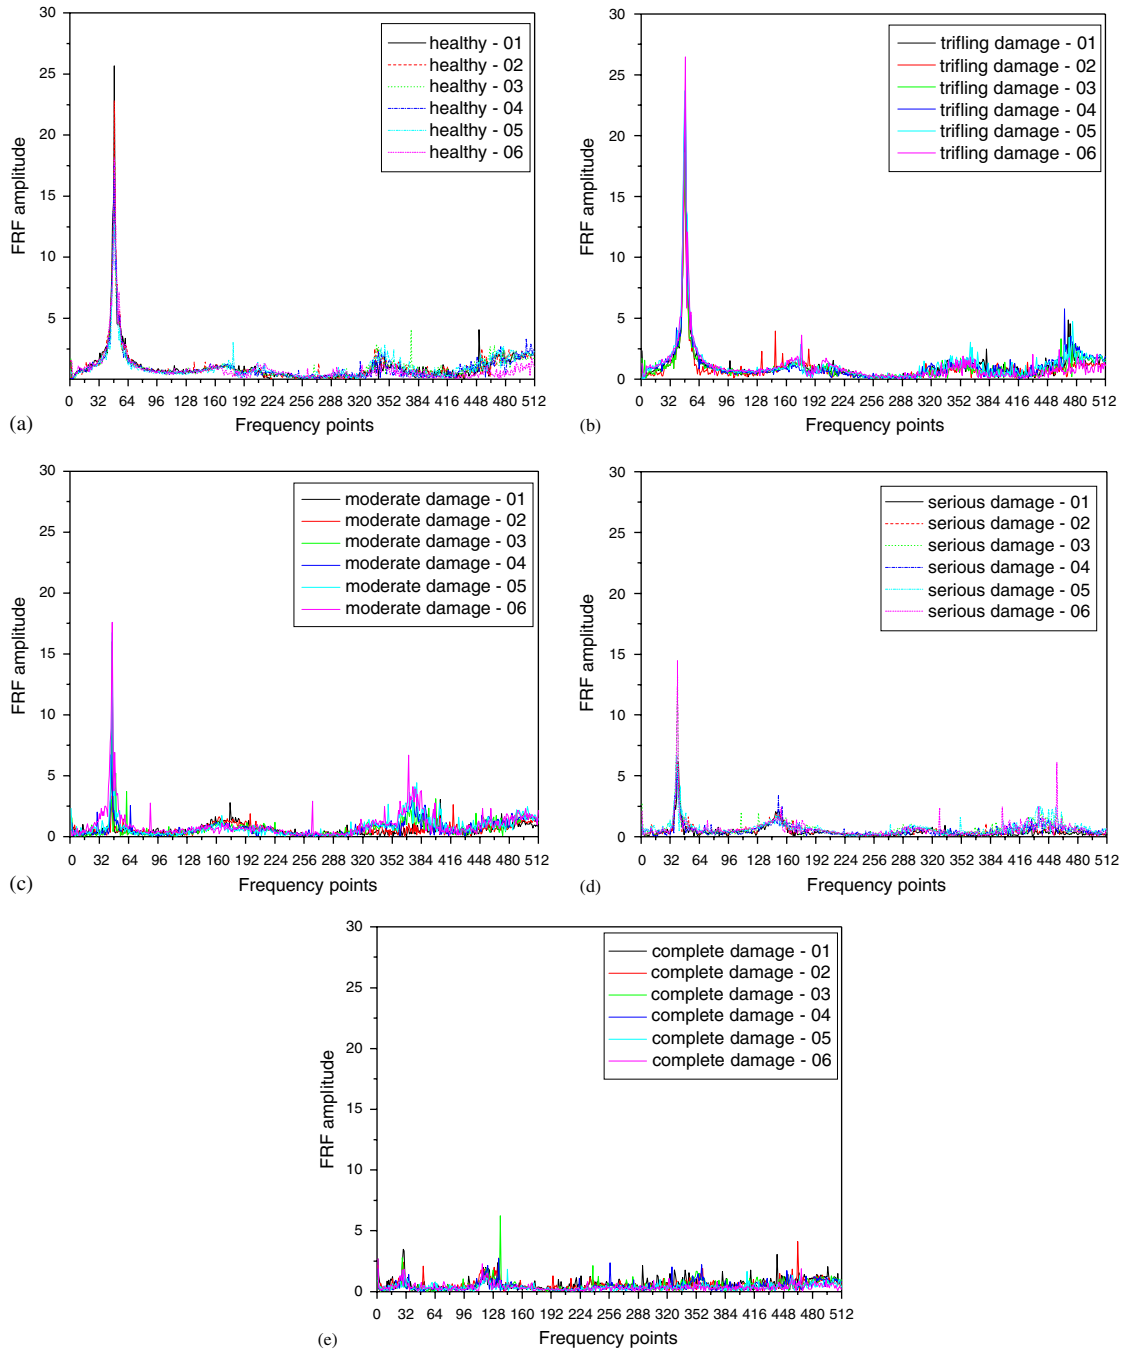 30
25
20
15
10
5
0
FRF amplitude
healthy - 01
healthy - 02
healthy - 03
healthy - 04
healthy - 05
healthy - 06
0 32 64 96 128 160 192 224 256 288 320 352 384 416 448 480 512
(a)
Frequency points
30
25
20
15
10
5
0
FRF amplitude
trifling damage - 01
trifling damage - 02
trifling damage - 03
trifling damage - 04
trifling damage - 05
trifling damage - 06
0 32 64 96 128 160 192 224 256 288 320 352 384 416 448 480 512
(b)
Frequency points
30
25
20
15
10
5
0
FRF amplitude
moderate damage - 01
moderate damage - 02
moderate damage - 03
moderate damage - 04
moderate damage - 05
moderate damage - 06
0 32 64 96 128 160 192 224 256 288 320 352 384 416 448 480 512
(c)
Frequency points
30
25
20
15
10
5
0
FRF amplitude
serious damage - 01
serious damage - 02
serious damage - 03
serious damage - 04
serious damage - 05
serious damage - 06
0 32 64 96 128 160 192 224 256 288 320 352 384 416 448 480 512
(d)
Frequency points
30
25
20
15
10
5
0
FRF amplitude
complete damage - 01
complete damage - 02
complete damage - 03
complete damage - 04
complete damage - 05
complete damage - 06
0 32 64 96 128 160 192 224 256 288 320 352 384 416 448 480 512
(e)
Frequency points